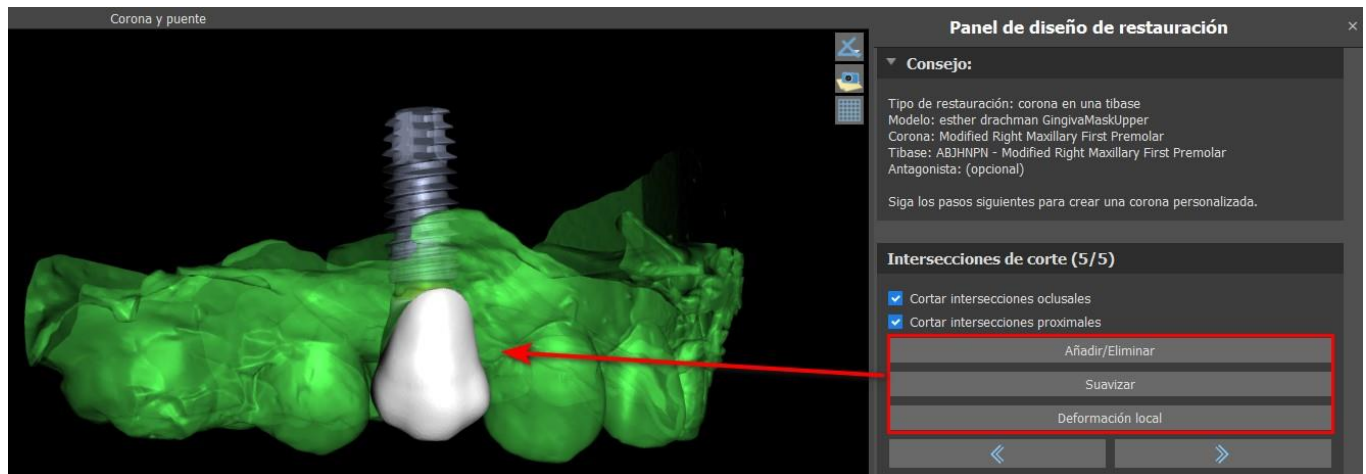 Corona y puente
Panel de diseño de restauración
Consejo:
Tipo de restauración: corona en una tibase
Modelo: esther drachman GingivaMaskUpper
Corona: Modified Right Maxillary First Premolar
Tibase: ABJHNPN - Modified Right Maxillary First Premolar
Antagonista: (opcional)
Siga los pasos siguientes para crear una corona personalizada.
Intersecciones de corte (5/5)
Cortar intersecciones oclusales
Cortar intersecciones proximales
Añadir/Eliminar
Suavizar
Deformación local